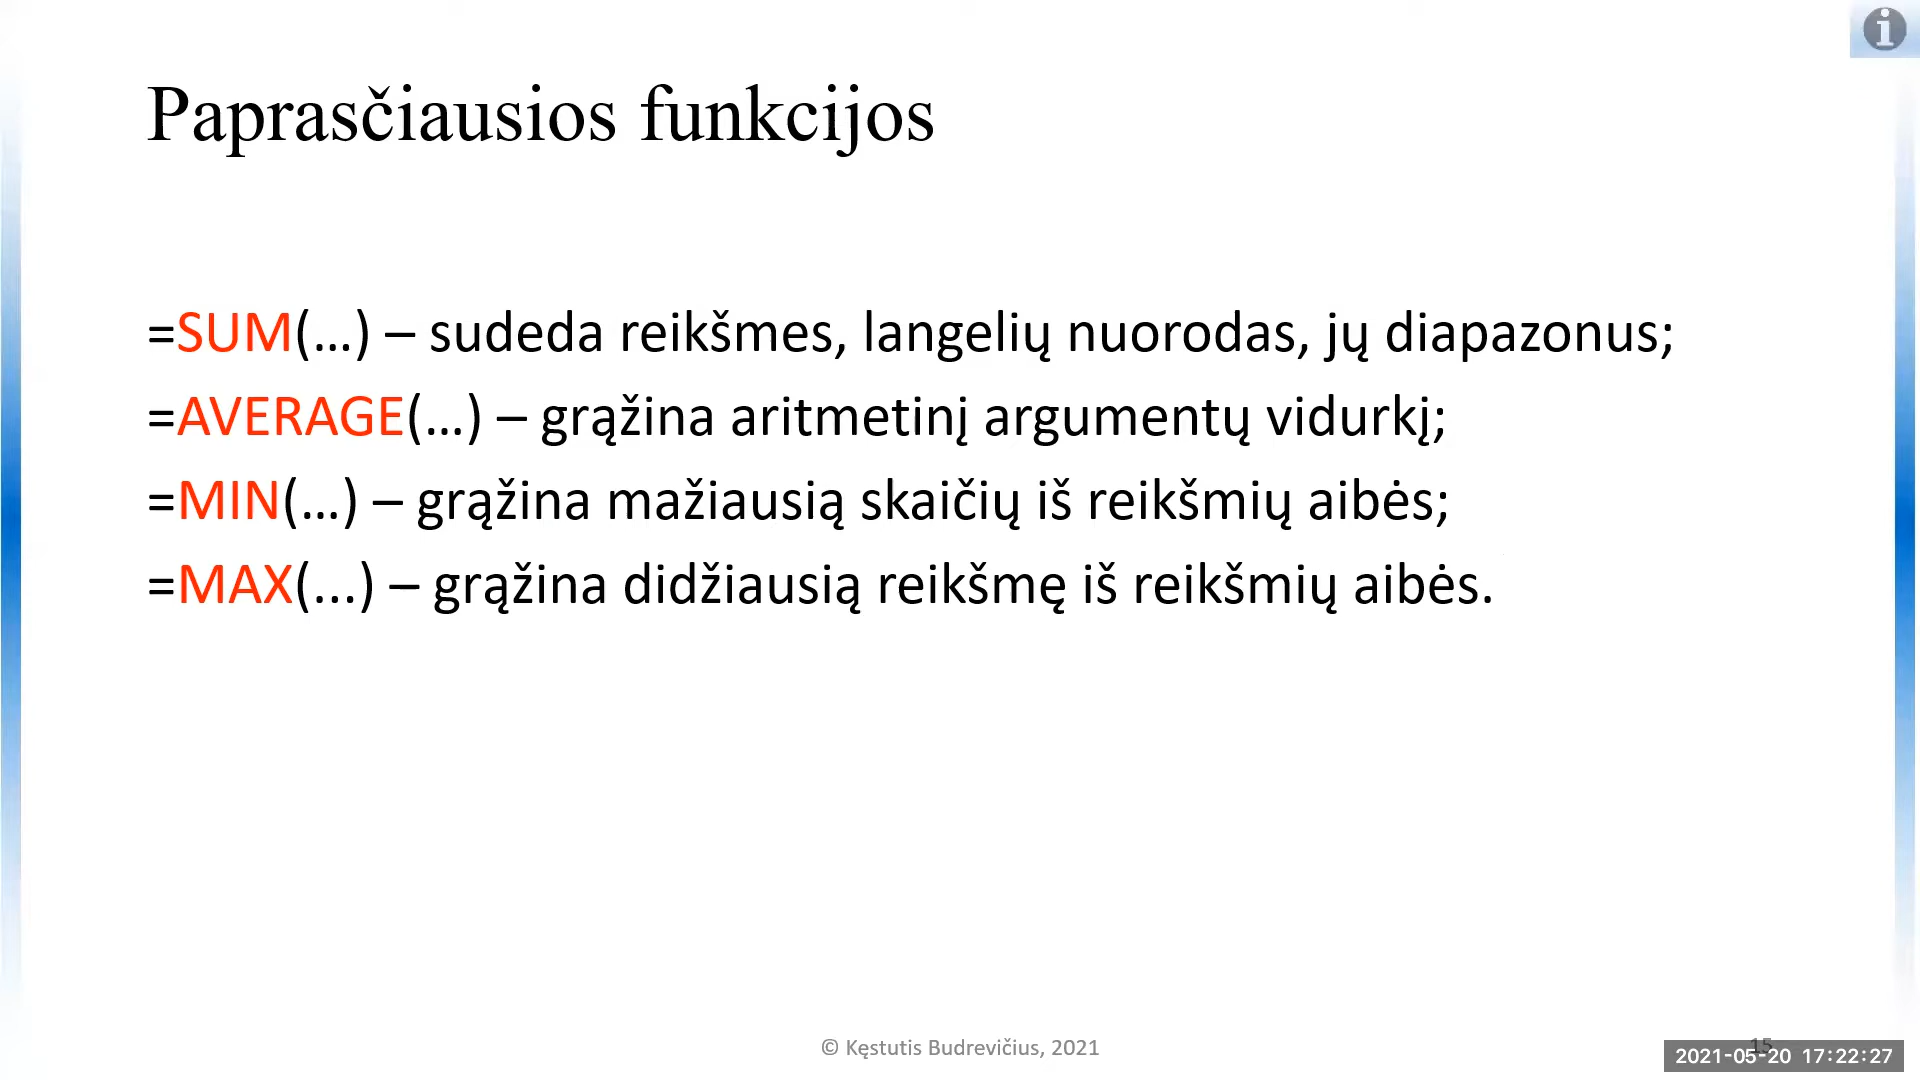 Paprasčiausios funkcijos
=SUM(…) – sudeda reikšmes, langelių nuorodas, jų diapazonus;
=AVERAGE(…) – grąžina aritmetinį argumentų vidurkį;
=MIN(…) – grąžina mažiausią skaičių iš reikšmių aibės;
=MAX(...) – grąžina didžiausią reikšmę iš reikšmių aibės.
© Kęstutis Budrevičius, 2021
15
2021-05-20 17:22:27